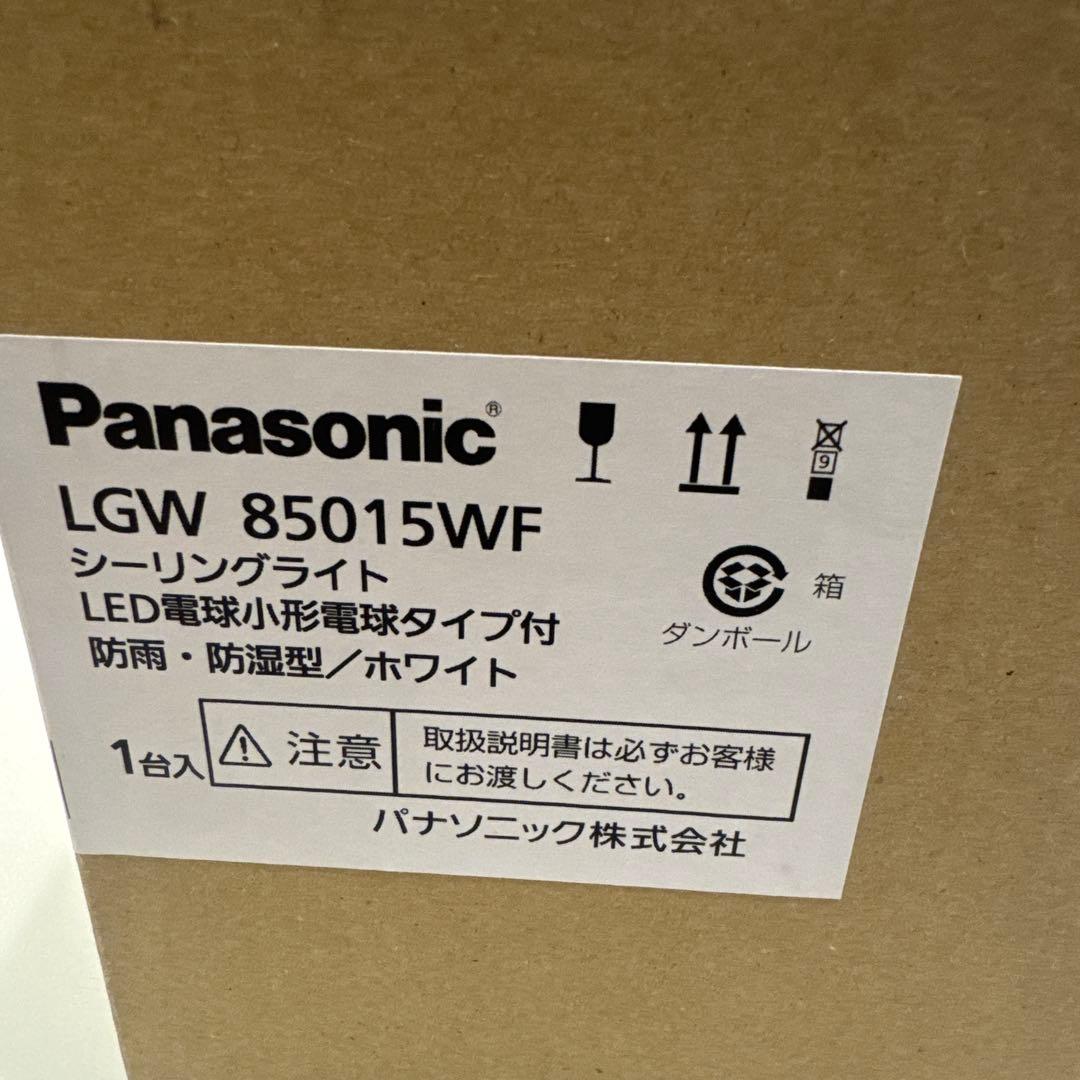 Panasonic®
LGW 85015WF
シーリングライト
LED電球小形電球タイプ付
防雨・防湿型／ホワイト
9
箱
ダンボール
1台入
注意
取扱説明書は必ずお客様
にお渡しください。
パナソニック株式会社